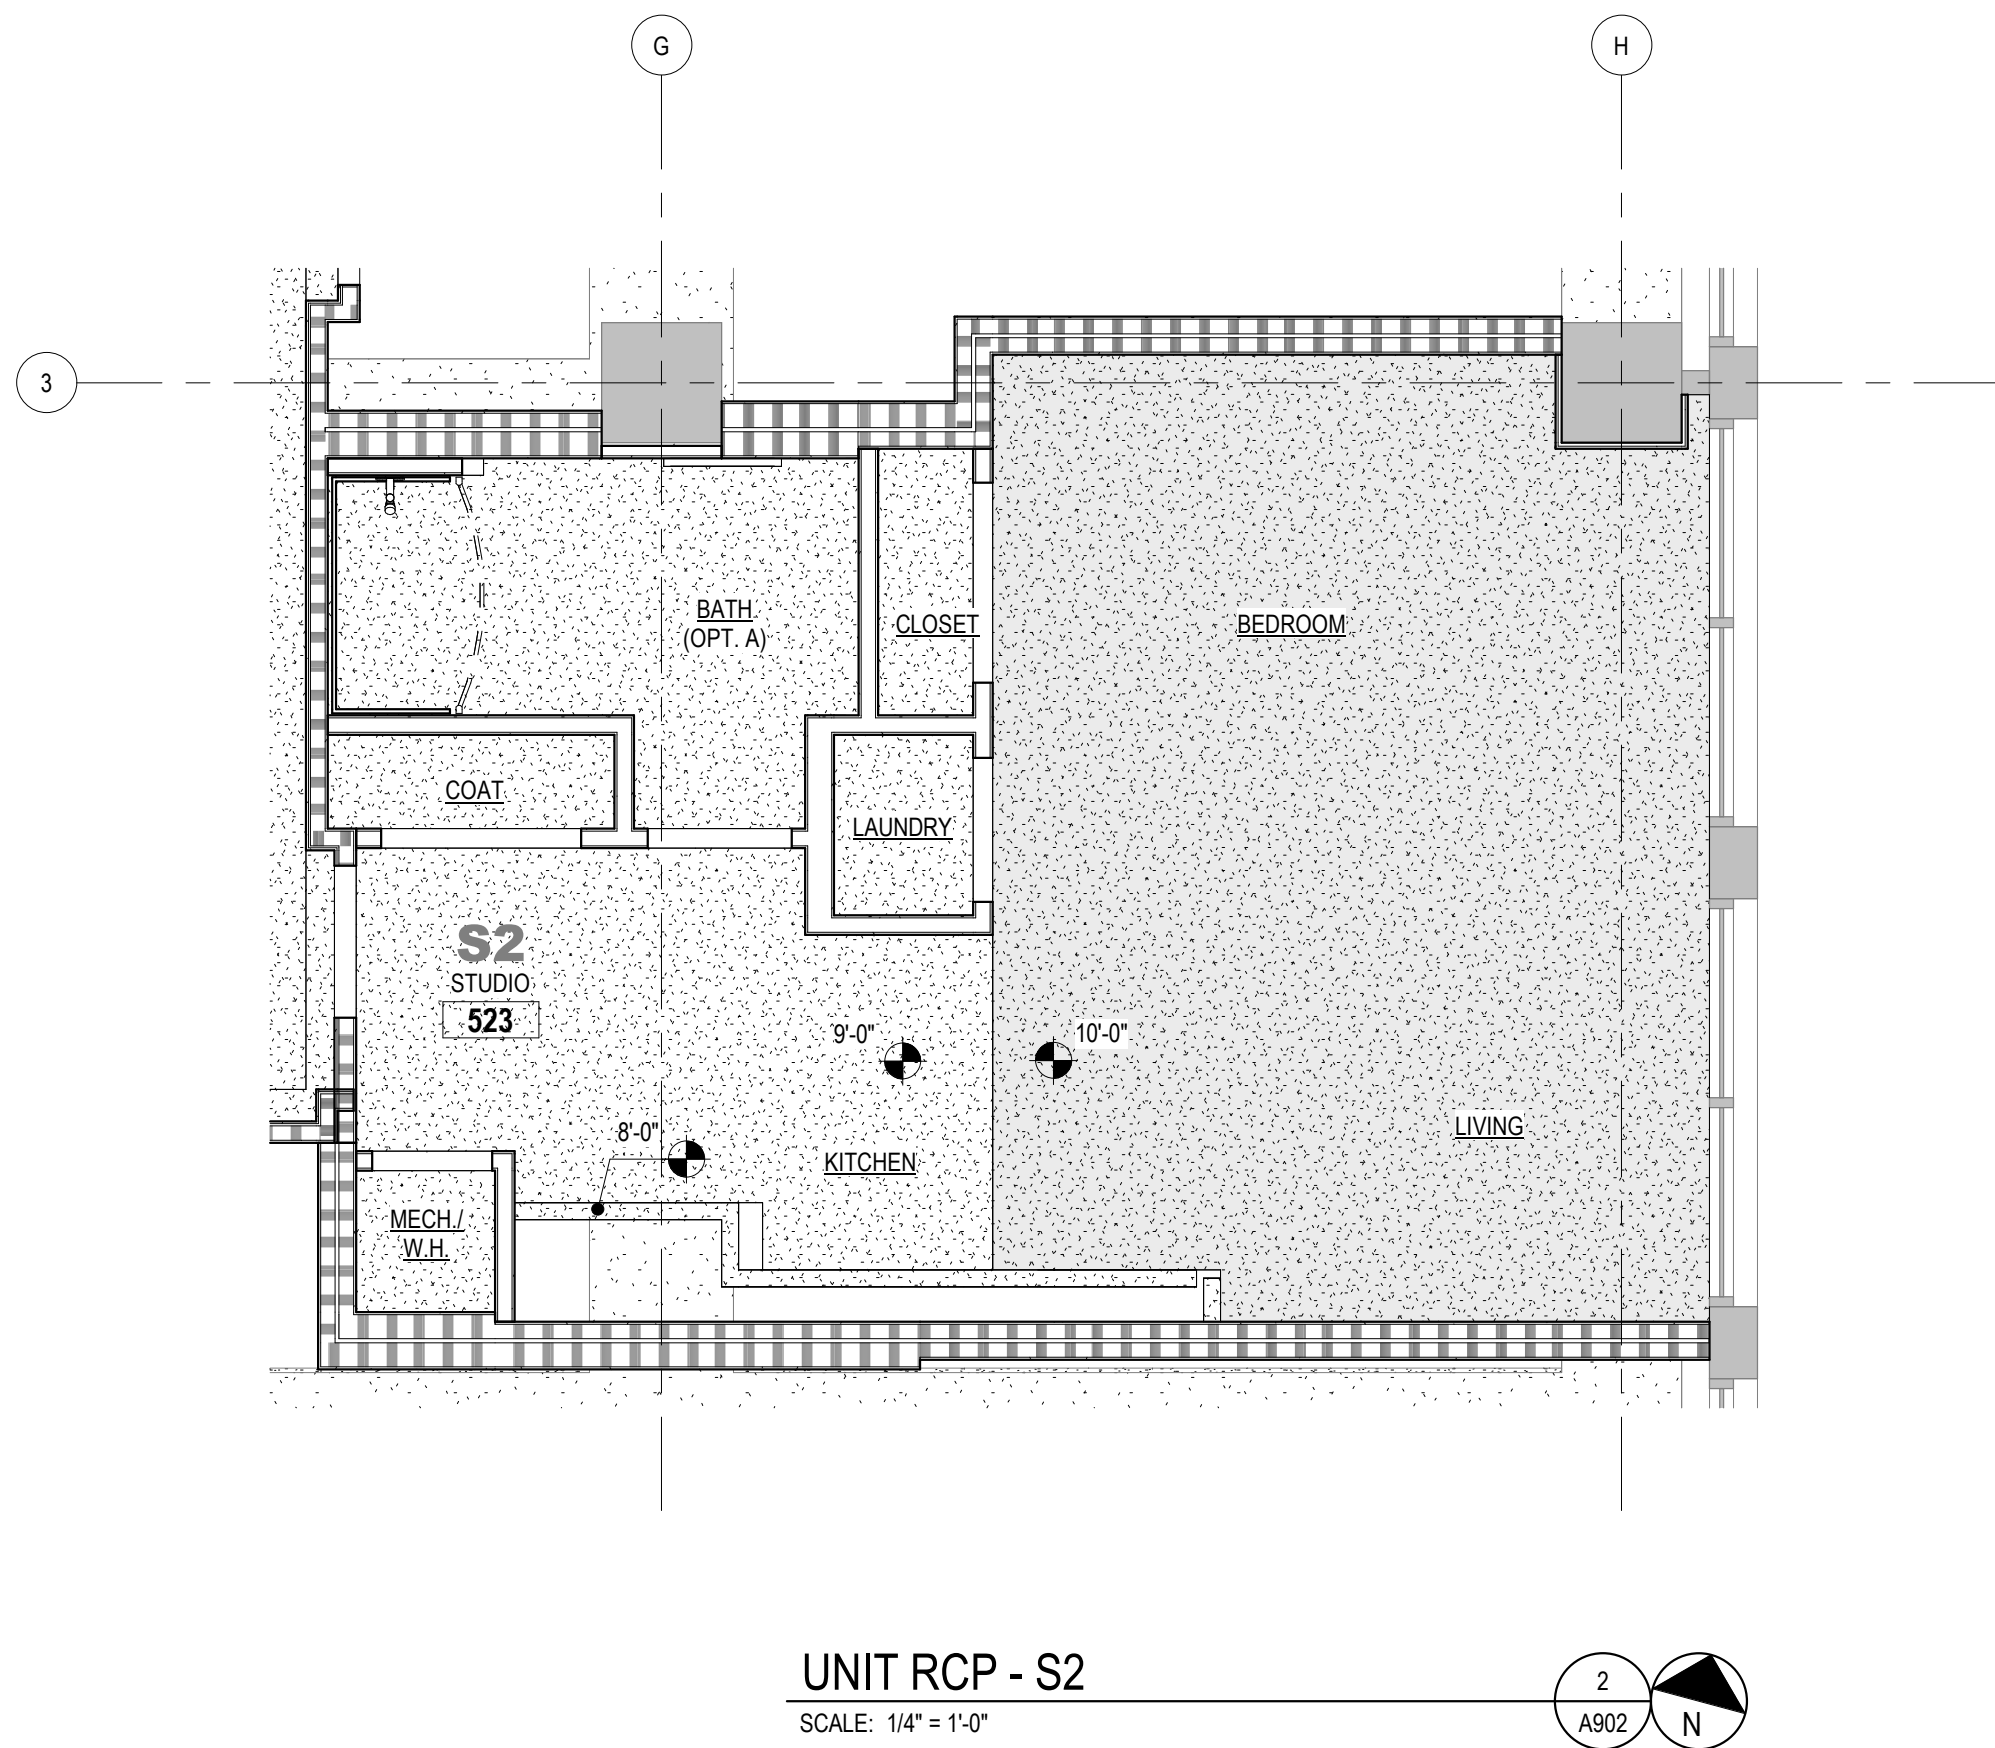 G
H
3
BATH
(OPT. A)
CLOSET
BEDROOM
COAT
LAUNDRY
S2
STUDIO
523
9'-0"
10'-0"
8'-0"
LIVING
KITCHEN
MECH./
W.H.
UNIT RCP - S2
SCALE: 1/4" = 1'-0"
2
A902
N